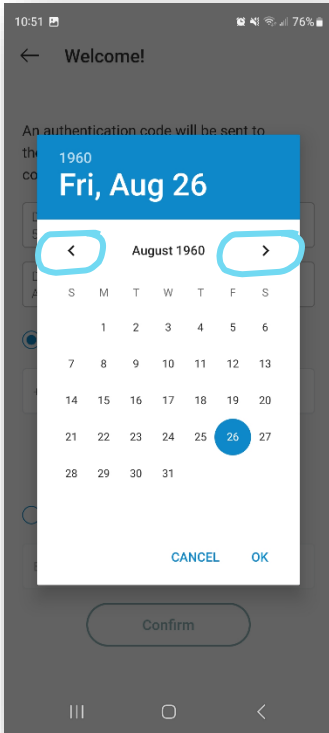 10:51 76%
Welcome!
An authentication code will be sent to
1960
Fri, Aug 26
August 1960
S M T W T F S
1 2 3 4 5 6
7 8 9 10 11 12 13
14 15 16 17 18 19 20
21 22 23 24 25 26 27
28 29 30 31
CANCEL OK
Confirm